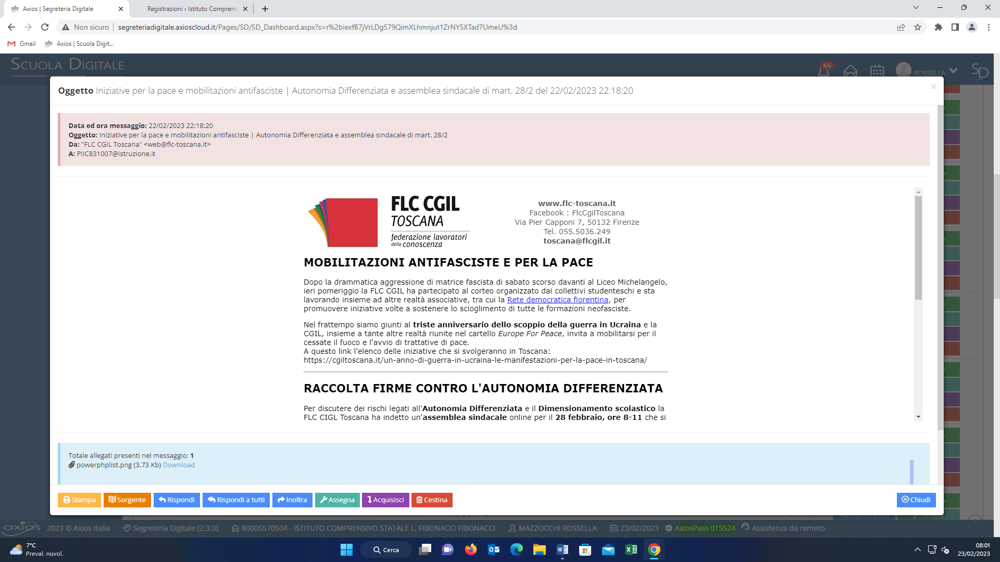 Axios | Segreteria Digitale
Registrazioni ‹ Istituto Comprensi
Non sicuro
segreteriadigitale.axioscloud.it/Pages/SD/SD_Dashboard.aspx?s=r%2biexfB7jVrLDgS79QimXLhmnjut1ZrNY5XTad7UmeU%3d
Gmail
Axios | Scuola Digit...
SCUOLA DIGITALE
65
ROSSELLA
SD
Oggetto Iniziative per la pace e mobilitazioni antifasciste | Autonomia Differenziata e assemblea sindacale di mart. 28/2 del 22/02/2023 22:18:20
Data ed ora messaggio: 22/02/2023 22:18:20
Oggetto: Iniziative per la pace e mobilitazioni antifasciste | Autonomia Differenziata e assemblea sindacale di mart. 28/2
Da: "FLC CGIL Toscana" <web@flc-toscana.it>
A: PIIC831007@istruzione.it
FLC CGIL
TOSCANA
federazione lavoratori
della conoscenza
www.flc-toscana.it
Facebook : FlcCgilToscana
Via Pier Capponi 7, 50132 Firenze
Tel. 055.5036.249
toscana@flcgil.it
MOBILITAZIONI ANTIFASCISTE E PER LA PACE
Dopo la drammatica aggressione di matrice fascista di sabato scorso davanti al Liceo Michelangelo,
ieri pomeriggio la FLC CGIL ha partecipato al corteo organizzato dai collettivi studenteschi e sta
lavorando insieme ad altre realtà associative, tra cui la Rete democratica fiorentina, per
promuovere iniziative volte a sostenere lo scioglimento di tutte le formazioni neofasciste.
Nel frattempo siamo giunti al triste anniversario dello scoppio della guerra in Ucraina e la
CGIL, insieme a tante altre realtà riunite nel cartello Europe For Peace, invita a mobilitarsi per il
cessate il fuoco e l'avvio di trattative di pace.
A questo link l'elenco delle iniziative che si svolgeranno in Toscana:
https://cgiltoscana.it/un-anno-di-guerra-in-ucraina-le-manifestazioni-per-la-pace-in-toscana/
RACCOLTA FIRME CONTRO L'AUTONOMIA DIFFERENZIATA
Per discutere dei rischi legati all'Autonomia Differenziata e il Dimensionamento scolastico la
FLC CIGL Toscana ha indetto un'assemblea sindacale online per il 28 febbraio, ore 8-11 che si
Totale allegati presenti nel messaggio: 1
powerphplist.png (3,73 Kb) Download
Stampa
Sorgente
Rispondi
Rispondi a tutti
Inoltra
Assegna
Acquisisci
Cestina
Chiudi
Rispondi a tutti
Assegna
axios
2023 © Axios Italia
Segreteria Digitale [2.3.0]
80005570504 - ISTITUTO COMPRENSIVO STATALE L. FIBONACCI FIBONACCI
MAZZOCCHI ROSSELLA
23/02/2023
AxiosPass 015524
Assistenza da remoto
7°C
Preval. nuvol.
Cerca
08:01
23/02/2023